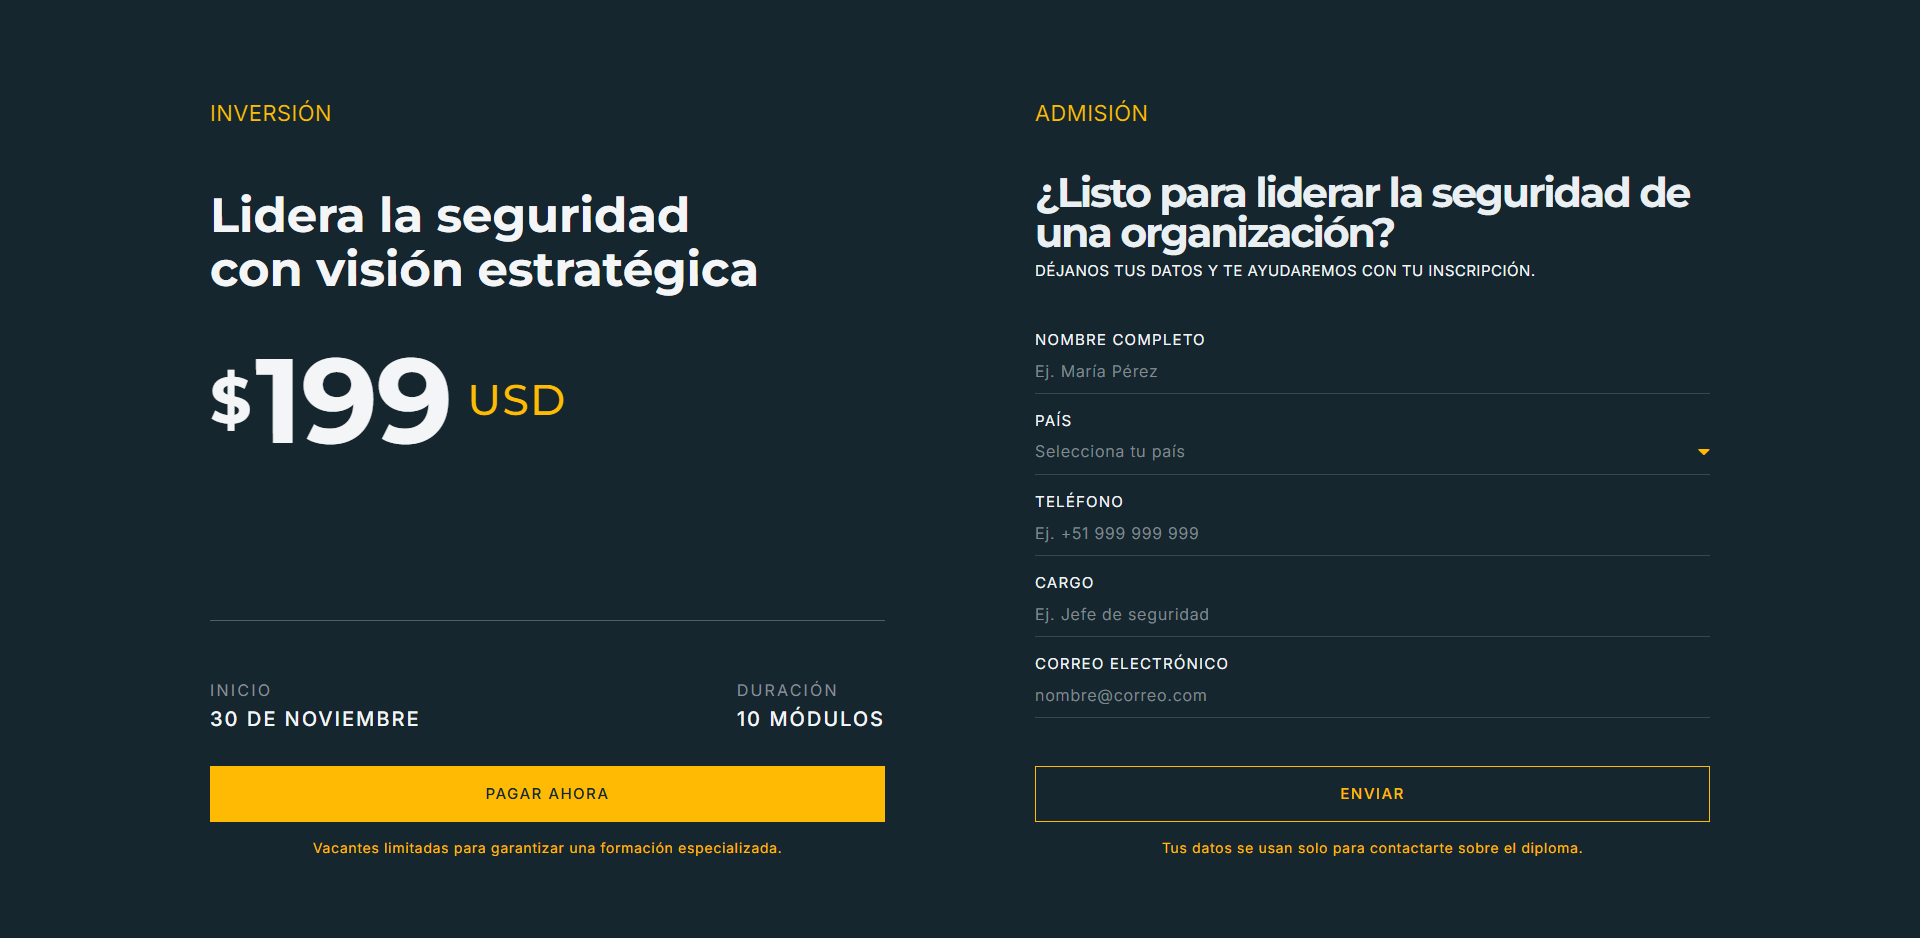 INVERSIÓN
Lidera la seguridad
con visión estratégica
$199 USD
INICIO
30 DE NOVIEMBRE
DURACIÓN
10 MÓDULOS
PAGAR AHORA
Vacantes limitadas para garantizar una formación especializada.
ADMISIÓN
¿Listo para liderar la seguridad de
una organización?
DÉJANOS TUS DATOS Y TE AYUDAREMOS CON TU INSCRIPCIÓN.
NOMBRE COMPLETO
Ej. María Pérez
PAÍS
Selecciona tu país
TELÉFONO
Ej. +51 999 999 999
CARGO
Ej. Jefe de seguridad
CORREO ELECTRÓNICO
nombre@correo.com
ENVIAR
Tus datos se usan solo para contactarte sobre el diploma.